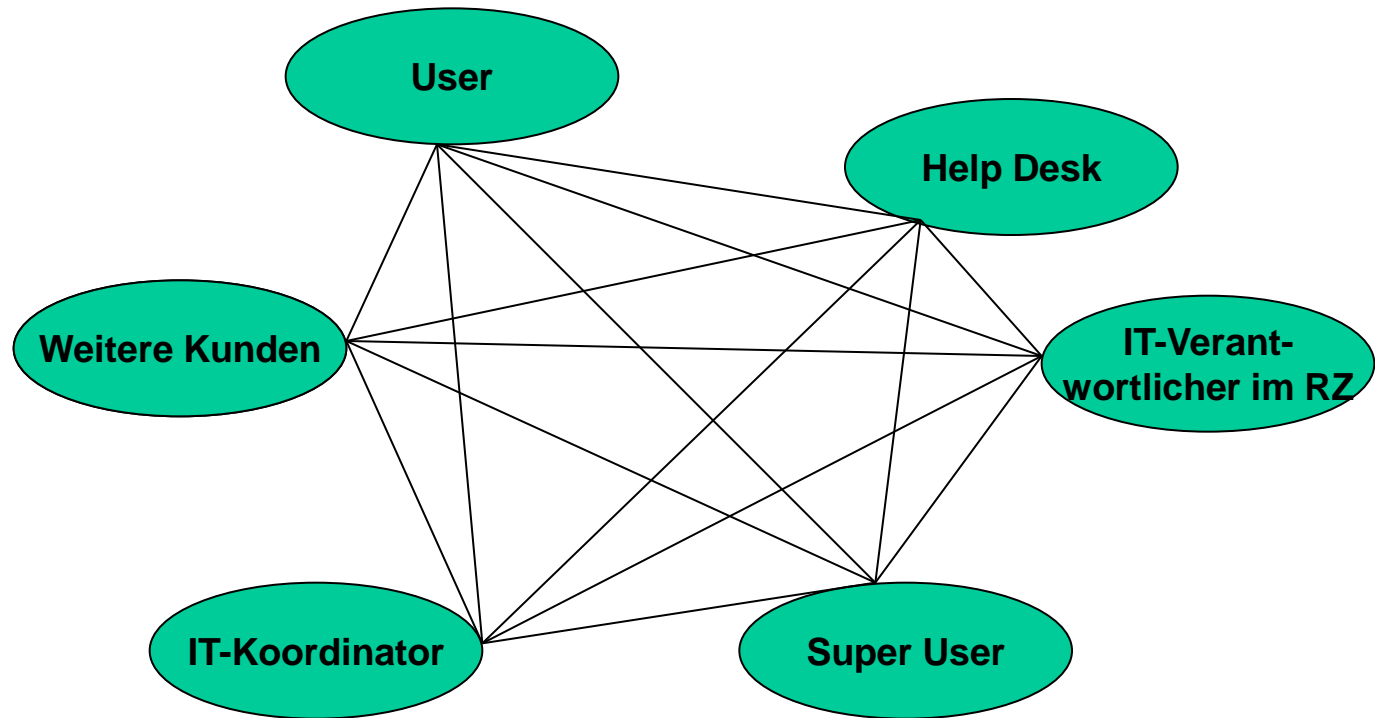 User
Help Desk
Weitere Kunden
IT-Verant-
wortlicher im RZ
IT-Koordinator
Super User